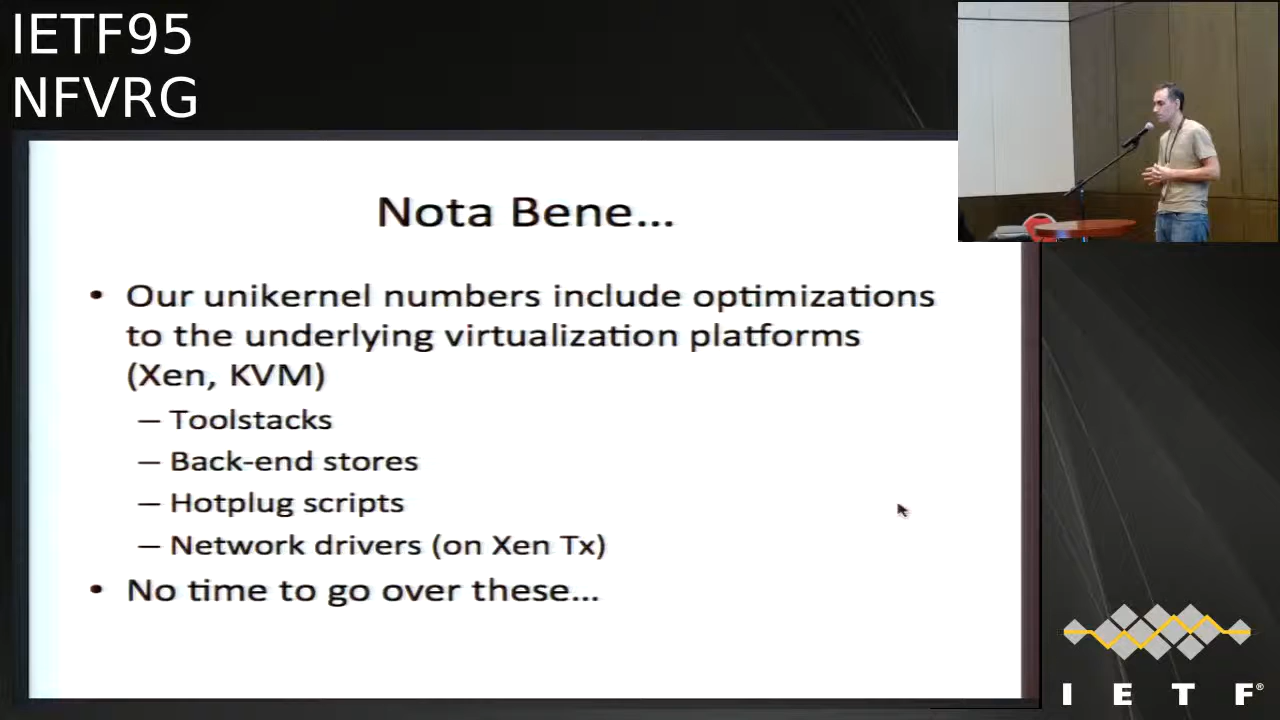 IETF95
NFVRG
Nota Bene...
• Our unikernel numbers include optimizations
to the underlying virtualization platforms
(Xen, KVM)
– Toolstacks
– Back-end stores
– Hotplug scripts
– Network drivers (on Xen Tx)
• No time to go over these...
I E T F®